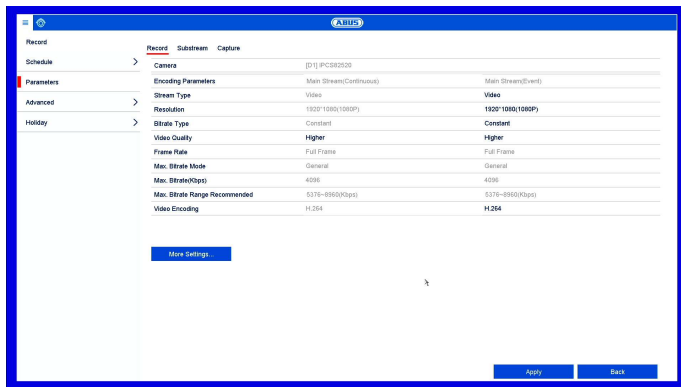 ABUS
Record
Schedule
Parameters
Advanced
Holiday
Record Substream Capture
Camera [D1] IPCS82520
Encoding Parameters Main Stream(Continuous) Main Stream(Event)
Stream Type Video Video
Resolution 1920*1080(1080P) 1920*1080(1080P)
Bitrate Type Constant Constant
Video Quality Higher Higher
Frame Rate Full Frame Full Frame
Max. Bitrate Mode General General
Max. Bitrate(Kbps) 4096 4096
Max. Bitrate Range Recommended 5376~8960(Kbps) 5376~8960(Kbps)
Video Encoding H.264 H.264
More Settings...
Apply Back